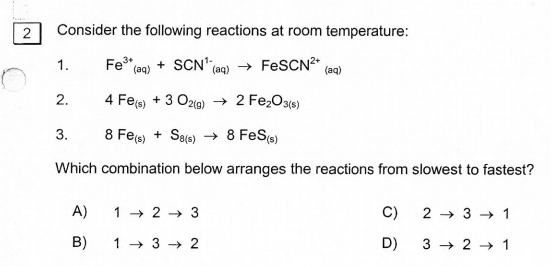 2 Consider the following reactions at room temperature:
1. Fe³⁺(aq) + SCN¹⁻(aq) → FeSCN²⁺(aq)
2. 4 Fe(s) + 3 O₂(g) → 2 Fe₂O₃(s)
3. 8 Fe(s) + S₈(s) → 8 FeS(s)
Which combination below arranges the reactions from slowest to fastest?
A) 1 → 2 → 3 C) 2 → 3 → 1
B) 1 → 3 → 2 D) 3 → 2 → 1